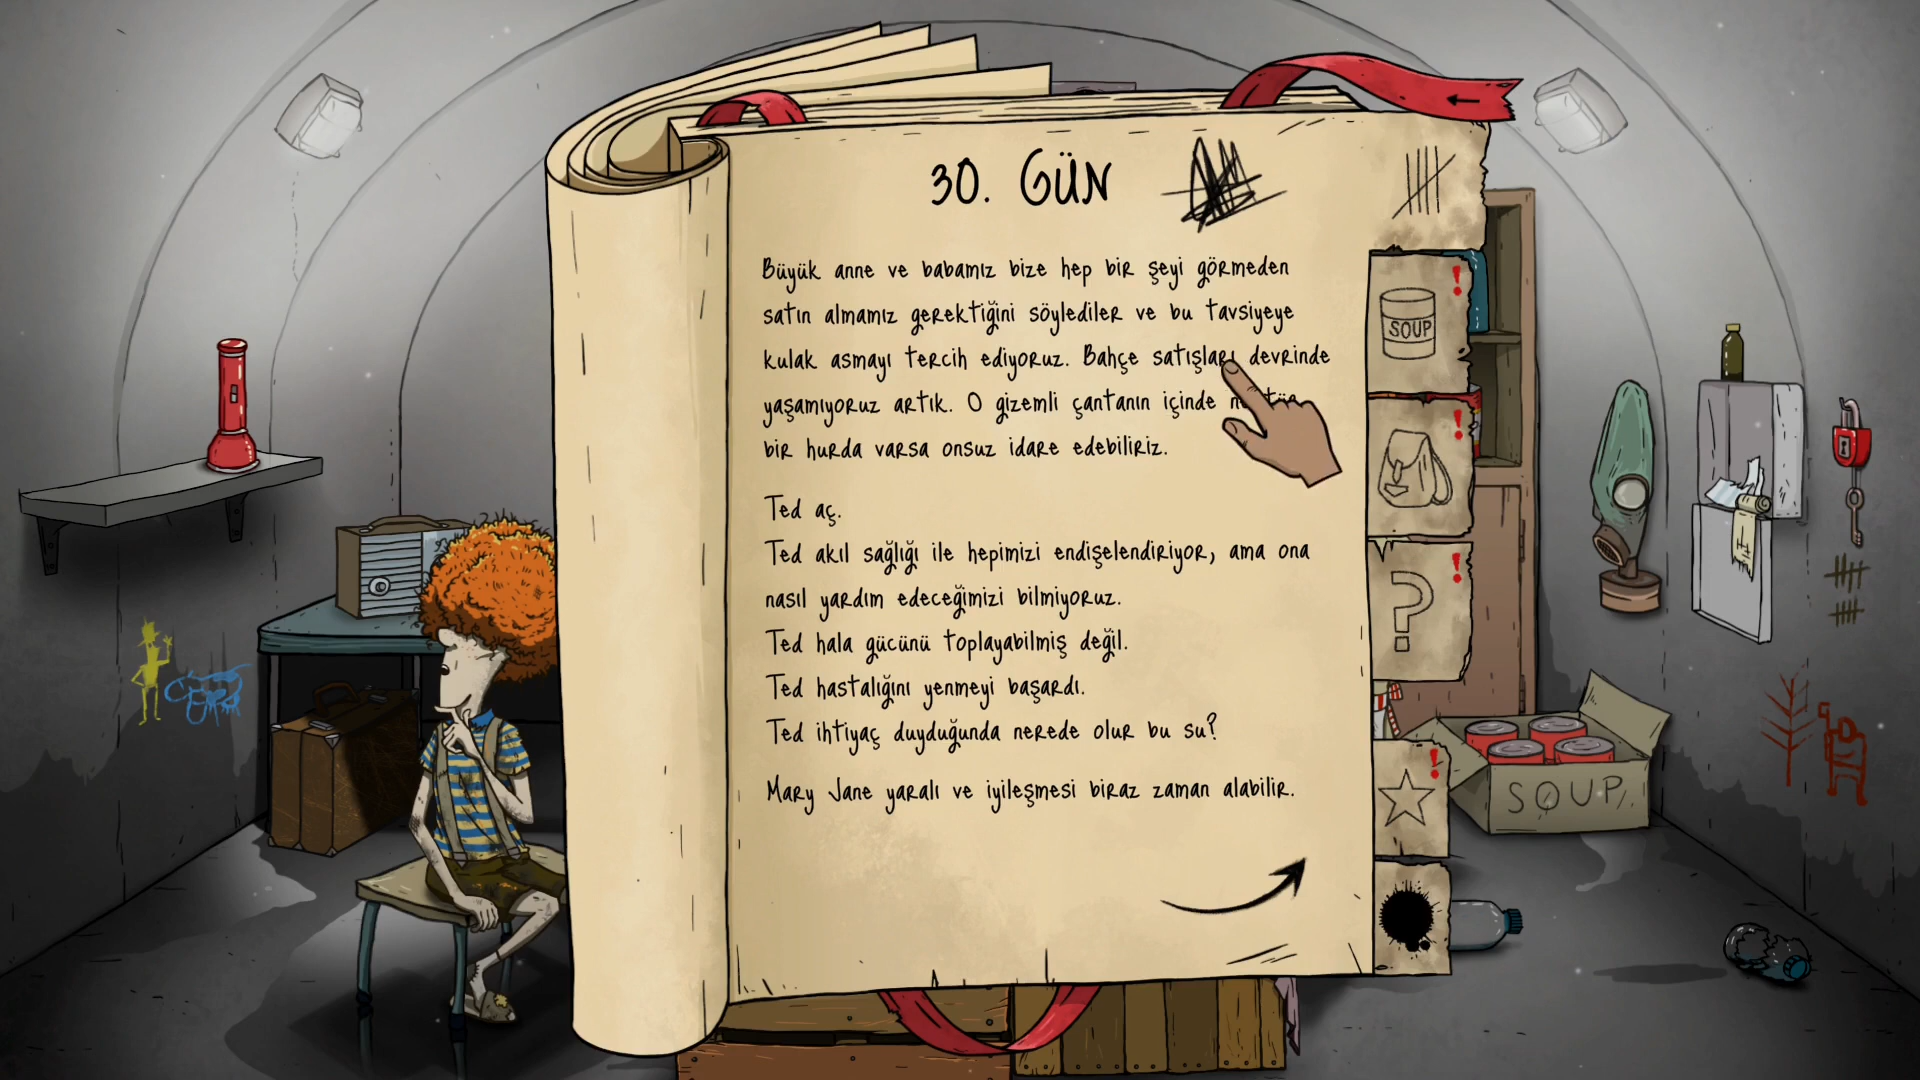 30. GÜN
Büyük anne ve babamız bize hep bir şeyi görmeden
satın almamız gerektiğini söylediler ve bu tavsiyeye
kulak asmayı tercih ediyoruz. Bahçe satışları devrinde
yaşamıyoruz artık. O gizemli çantanın içinde
bir hurda varsa onsuz idare edebiliriz.
Ted aç.
Ted akıl sağlığı ile hepimizi endişelendiriyor, ama ona
nasıl yardım edeceğimizi bilmiyoruz.
Ted hala gücünü toplayabilmiş değil.
Ted hastalığını yenmeyi başardı.
Ted ihtiyaç duyduğunda nerede olur bu su?
Mary Jane yaralı ve iyileşmesi biraz zaman alabilir.
SOUP
!
!
?
!
!
SOUP